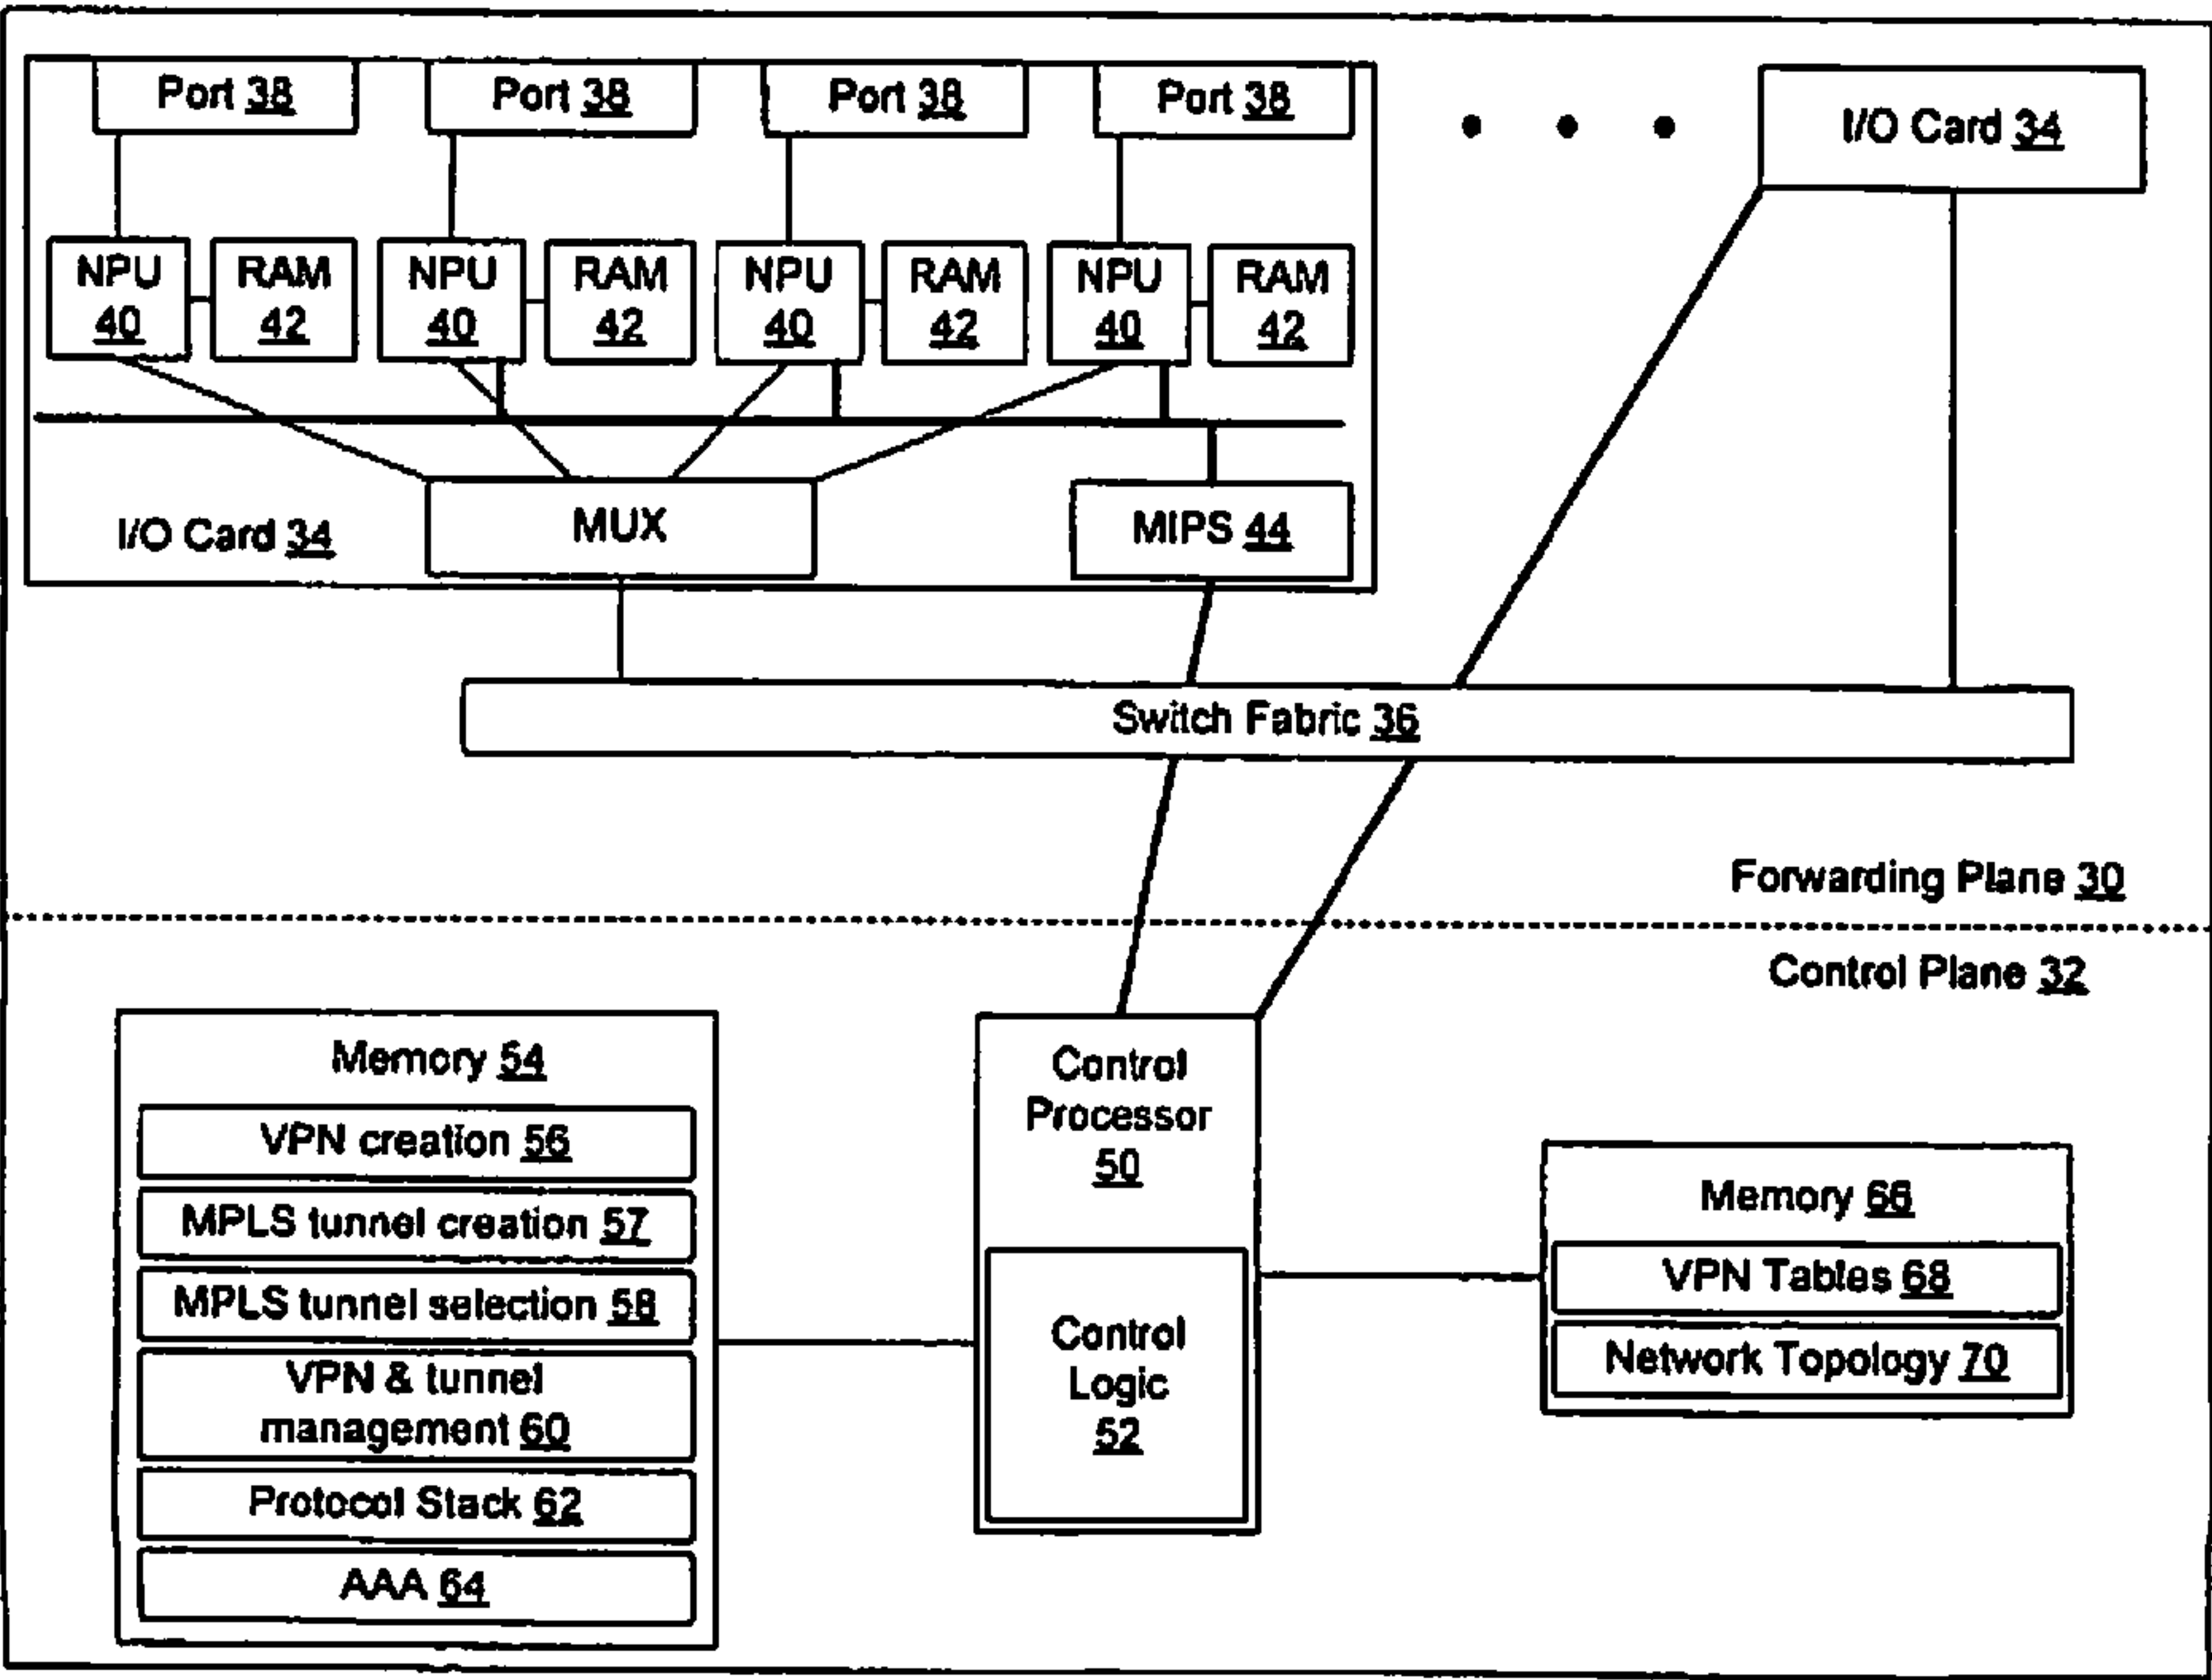 Port 38
Port 38
Port 38
Port 38
I/O Card 34
NPU
40
RAM
42
NPU
40
RAM
42
NPU
40
RAM
42
NPU
40
RAM
42
I/O Card 34
MUX
MIPS 44
Switch Fabric 36
Forwarding Plane 30
Control Plane 32
Memory 54
VPN creation 56
MPLS tunnel creation 57
MPLS tunnel selection 58
VPN & tunnel
management 60
Protocol Stack 62
AAA 64
Control
Processor
50
Control
Logic
52
Memory 66
VPN Tables 68
Network Topology 70